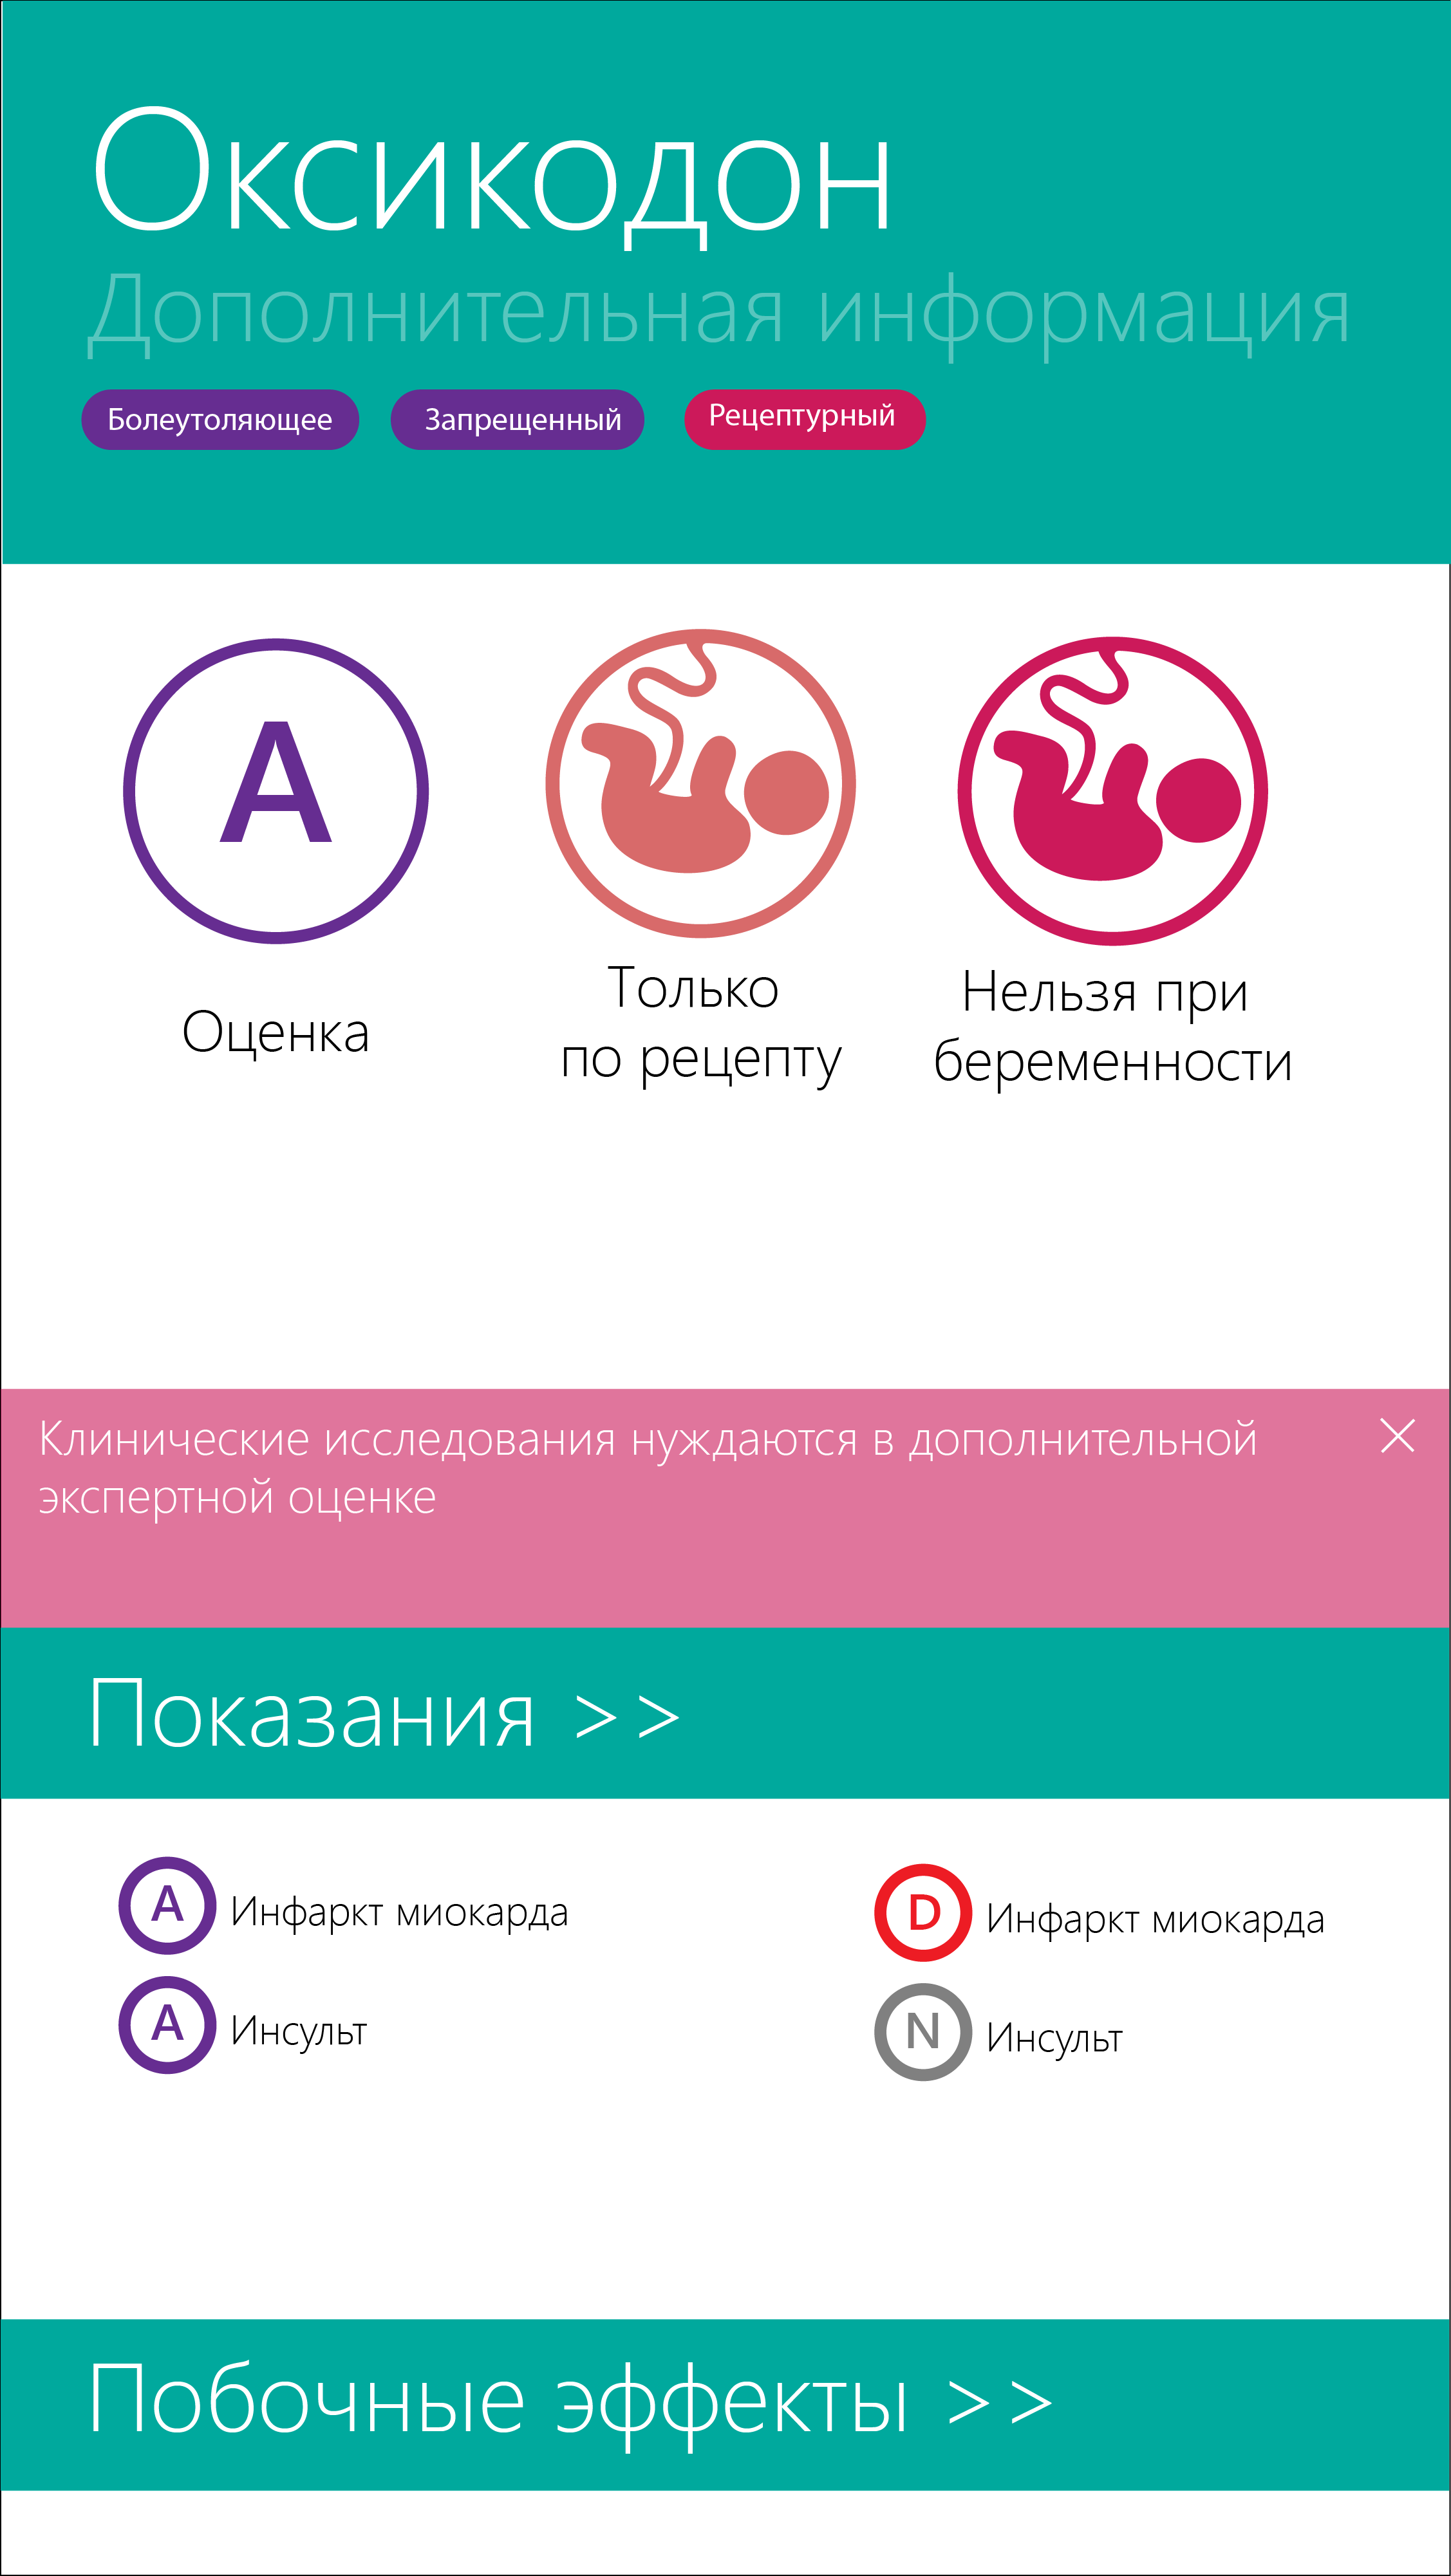 Оксикодон
Дополнительная информация
Болеутоляющее Запрещенный Рецептурный
A
Оценка
Только
по рецепту
Нельзя при
беременности
Клинические исследования нуждаются в дополнительной
экспертной оценке
Показания >>
A Инфаркт миокарда
A Инсульт
D Инфаркт миокарда
N Инсульт
Побочные эффекты >>